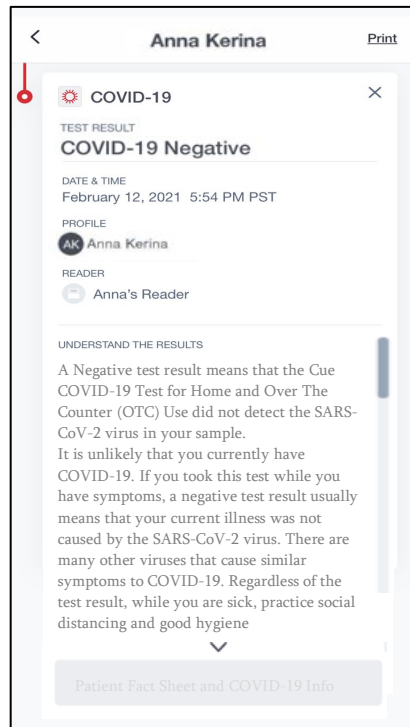 Anna Kerina
Print
COVID-19
TEST RESULT
COVID-19 Negative
DATE & TIME
February 12, 2021 5:54 PM PST
PROFILE
AK Anna Kerina
READER
Anna's Reader
UNDERSTAND THE RESULTS
A Negative test result means that the Cue
COVID-19 Test for Home and Over The
Counter (OTC) Use did not detect the SARS-
CoV-2 virus in your sample.
It is unlikely that you currently have
COVID-19. If you took this test while you
have symptoms, a negative test result usually
means that your current illness was not
caused by the SARS-CoV-2 virus. There are
many other viruses that cause similar
symptoms to COVID-19. Regardless of the
test result, while you are sick, practice social
distancing and good hygiene
Patient Fact Sheet and COVID-19 Info